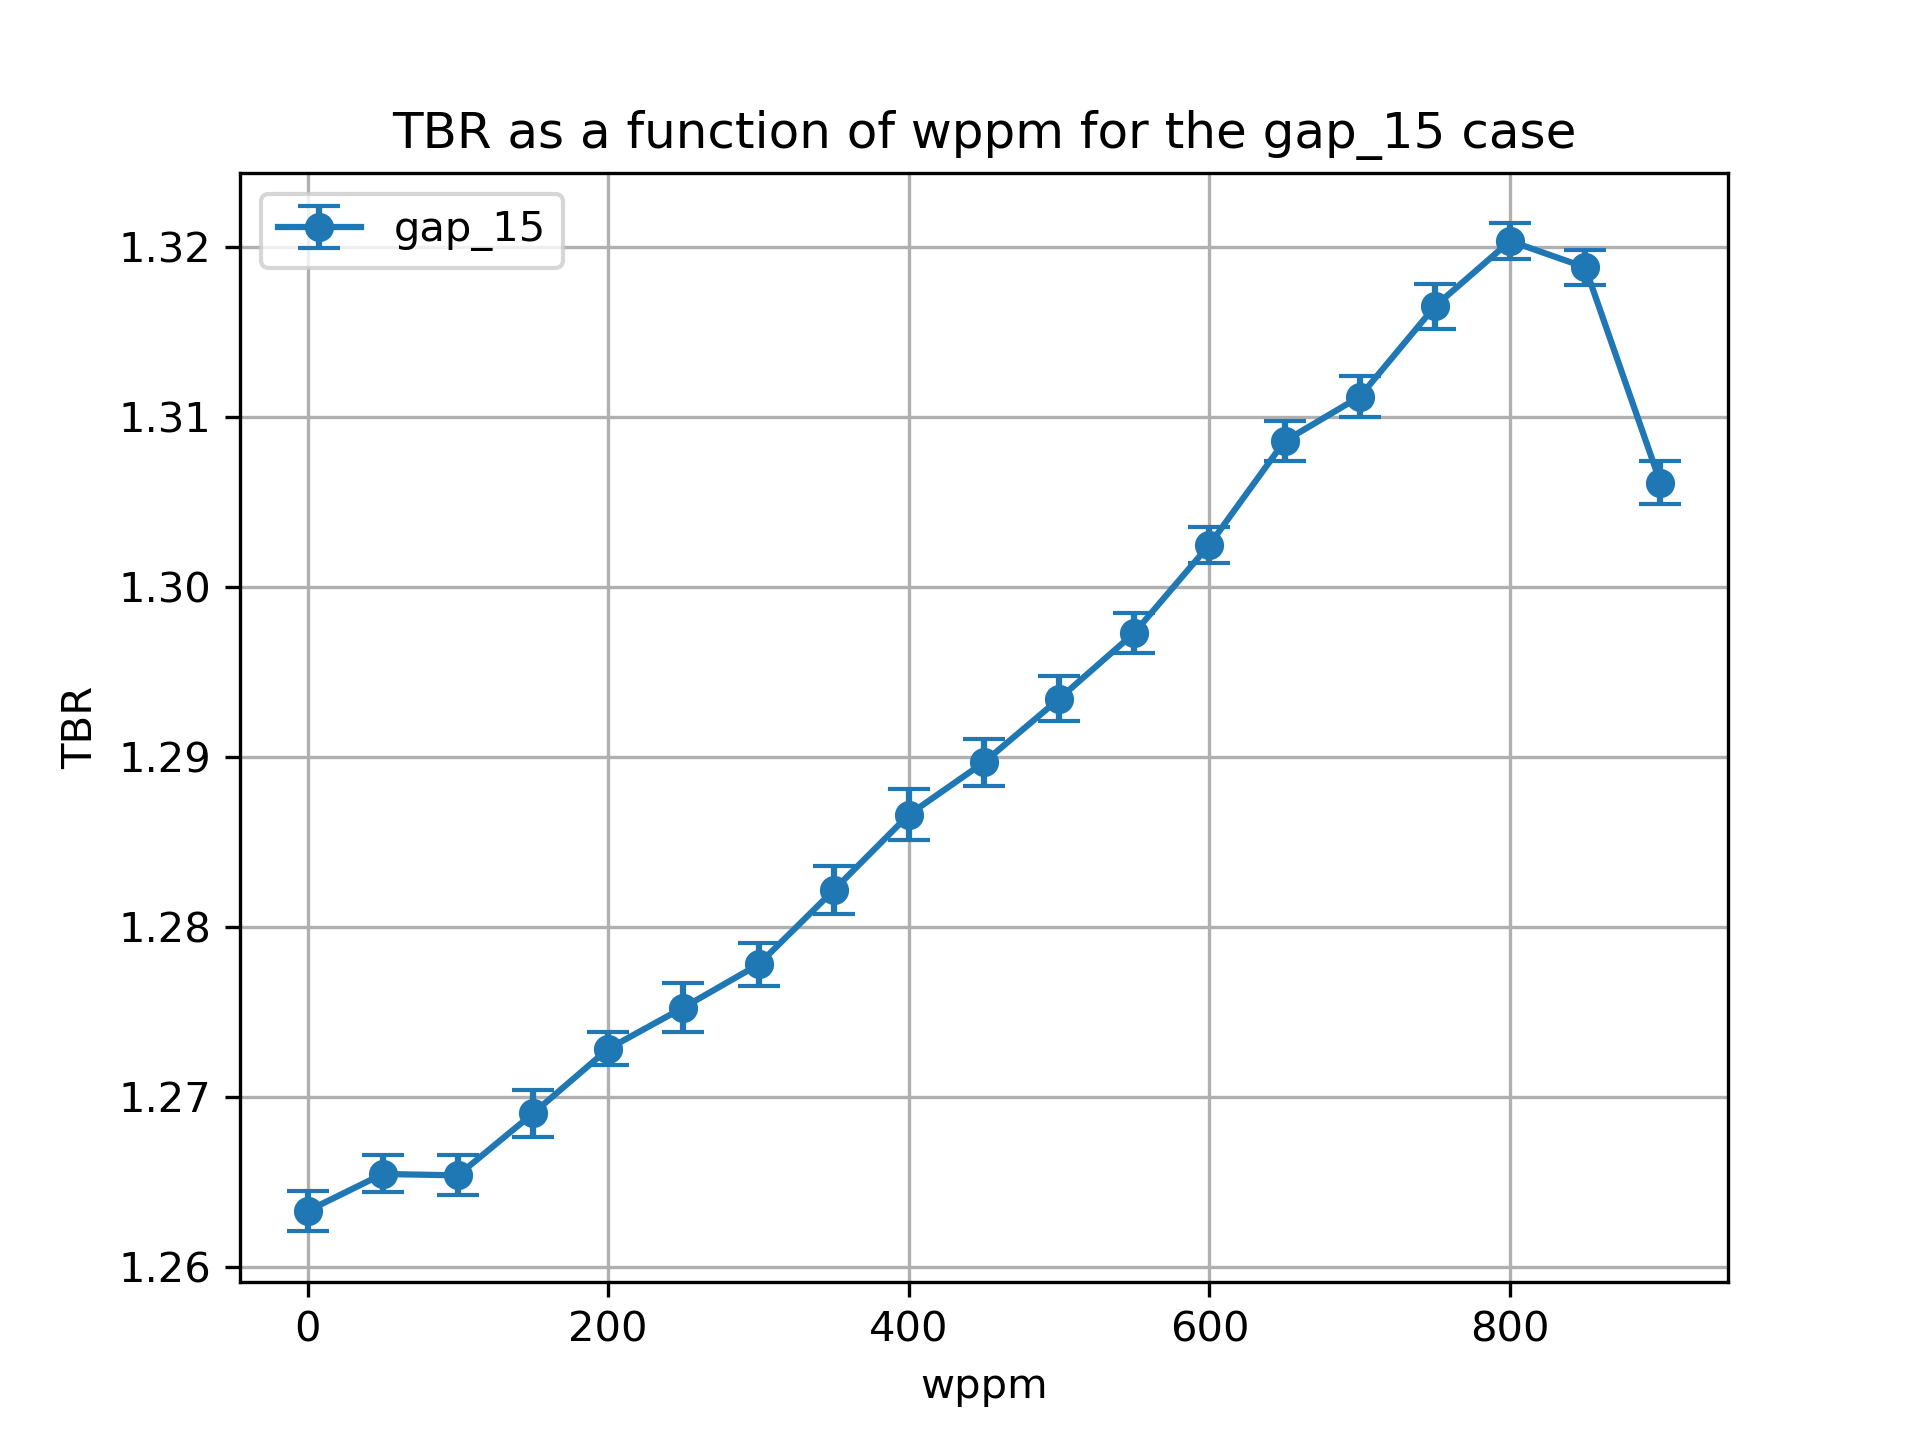 TBR as a function of wppm for the gap_15 case
gap_15
1.32
1.31
1.30
1.29
1.28
1.27
1.26
TBR
0 200 400 600 800
wppm